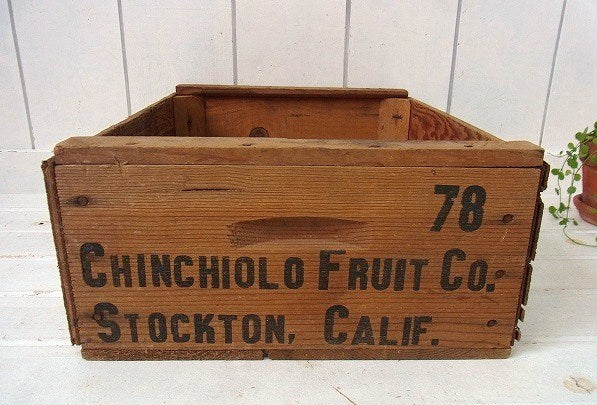 78
CHINCHIOLO FRUIT CO.
STOCKTON, CALIF.